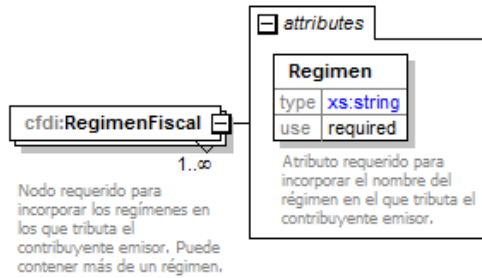 attributes
Regimen
type xs:string
use required
Atributo requerido para
incorporar el nombre del
régimen en el que tributa el
contribuyente emisor.
cfdi:RegimenFiscal
1..∞
Nodo requerido para
incorporar los regímenes en
los que tributa el
contribuyente emisor. Puede
contener más de un régimen.